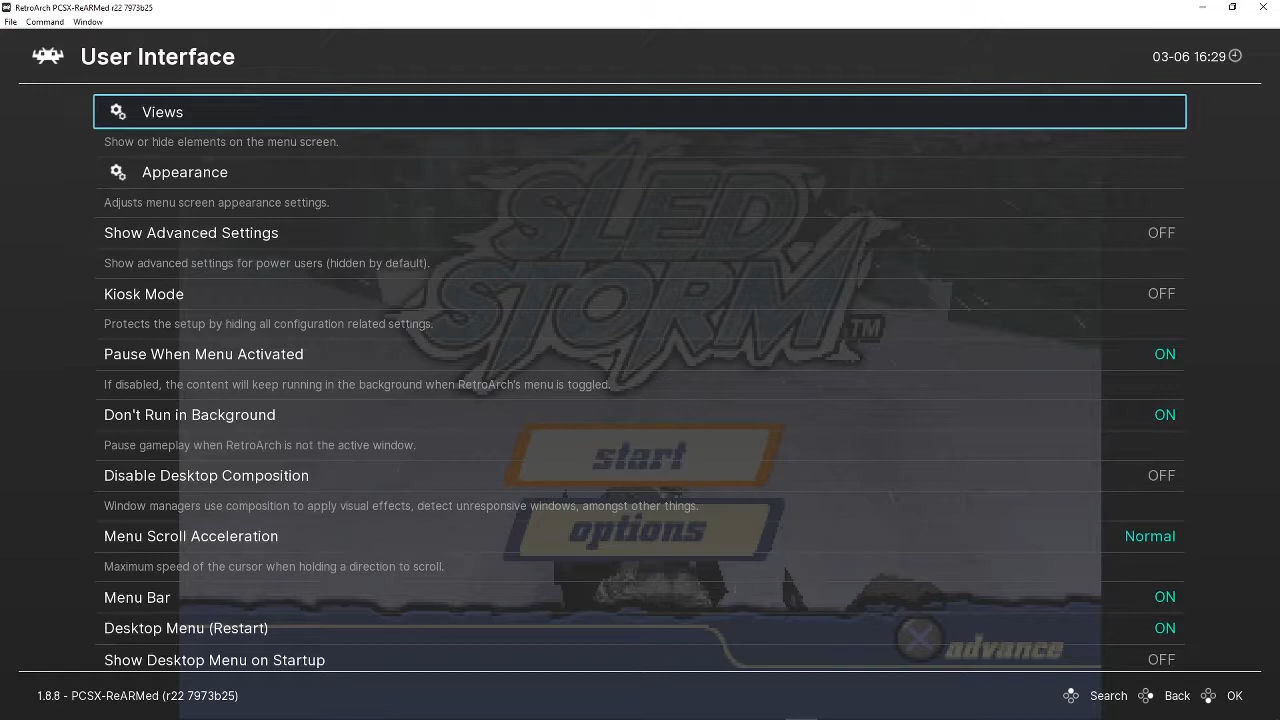 RetroArch PCSX-ReARMed r22 7973b25
File Command Window
User Interface
03-06 16:29
Views
Show or hide elements on the menu screen.
Appearance
Adjusts menu screen appearance settings.
Show Advanced Settings OFF
Show advanced settings for power users (hidden by default).
Kiosk Mode OFF
Protects the setup by hiding all configuration related settings.
Pause When Menu Activated ON
If disabled, the content will keep running in the background when RetroArch's menu is toggled.
Don't Run in Background ON
Pause gameplay when RetroArch is not the active window.
Disable Desktop Composition OFF
Window managers use composition to apply visual effects, detect unresponsive windows, amongst other things.
Menu Scroll Acceleration Normal
Maximum speed of the cursor when holding a direction to scroll.
Menu Bar ON
Desktop Menu (Restart) ON
Show Desktop Menu on Startup OFF
1.8.8 - PCSX-ReARMed (r22 7973b25)
Search Back OK
SLED
STORM™
start
options
advance